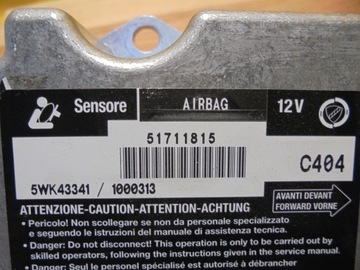 Sensore AIRBAG 12V
51711815
C404
5WK43341 / 1000313
AVANTI DEVANT
FORWARD VORNE
ATTENZIONE-CAUTION-ATTENTION-ACHTUNG
• Pericolo! Non scollegare se non da personale specializzato
e seguendo le istruzioni del manuale di assistenza tecnica.
• Danger: Do not disconnect! This operation is only to be carried out by
skilled operators, following the instructions given in the service manual.
• Danger: Seul le personel spécialisé est autorisé à débrancher